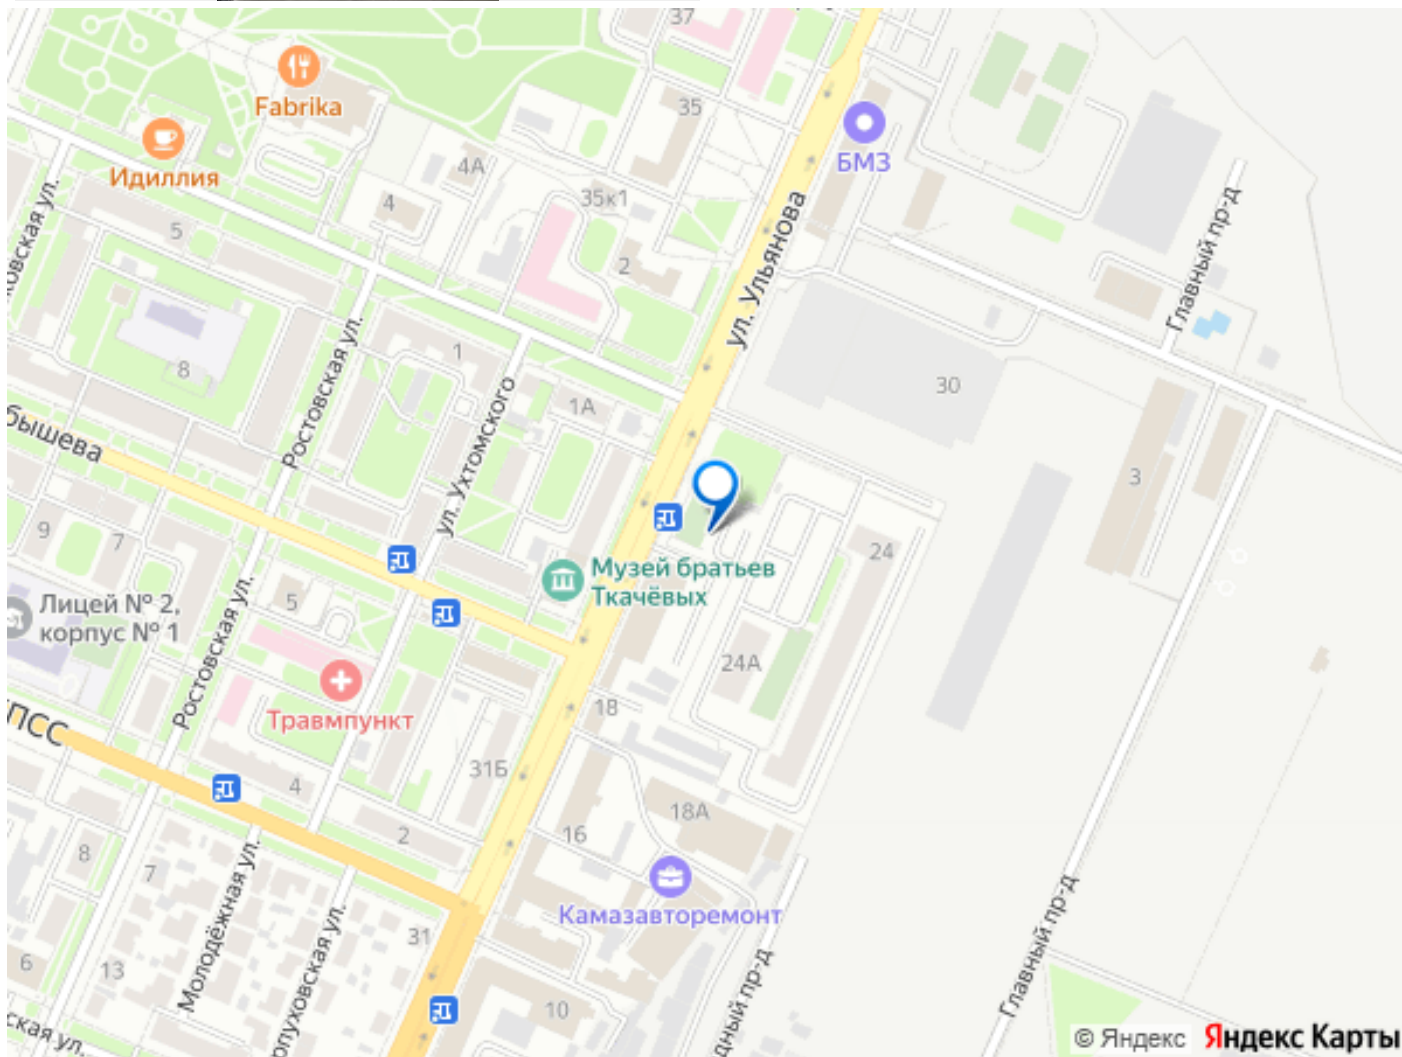 37
Fabrika
35
БМЗ
4А
Идиллия
35к1
4
5
ул. Ульянова
Главный пр-д
2
Ростовская ул.
1
8
30
ул. Ухтомского
1А
бышева
3
9
7
24
Музей братьев
Ткачёвых
Лицей № 2,
корпус № 1
5
Ростовская ул.
24А
Травмпункт
18
ПСС
31Б
4
18А
16
2
8
7
Молодёжная ул.
Камазавторемонт
31
Главный пр-д
6
13
10
© Яндекс Яндекс Карты